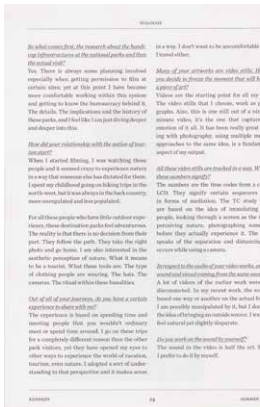 DIALOGUE
So what comes first, the research about the handi-
cap infrastructures at the national parks and then
the actual visit?
Yes. There is always some planning involved
especially when getting permission to film at
certain sites; yet at this point I have become
more comfortable working within this system
and getting to know the bureaucracy behind it.
The details. The implications and the history of
these parks, and I feel like I can just diving deeper
and deeper into this.
How did your relationship with the notion of tour-
ism start?
When I started filming, I was watching these
people and it seemed crazy to experience nature
in a way that someone else has dictated for them.
I spent my childhood going on hiking trips in the
north-west, but it was always in the back country,
more unregulated and less populated.
For all these people who have little outdoor expe-
rience, these destination parks feel adventurous.
The reality is that there is no decision from their
part. They follow the path. They take the right
photo and go home. I am also interested in the
aesthetic perception of nature. What it means
to be a tourist. What these tools are. The type
of clothing people are wearing. The hats. The
cameras. The ritual within these banalities.
Out of all of your journeys, do you have a certain
experience to share with me?
The experience is based on spending time and
meeting people that you wouldn't ordinary
meet or spend time around. I go on these trips
for a completely different reason then the other
park visitors, yet they have opened my eyes to
other ways to experience the world of vacation,
tourism, even nature. I adopted a sort of under-
standing in that perspective and it makes sense
in a way. I don't want to be uncomfortable
I travel either.
Many of your artworks are video stills. H
you decide to freeze the moment that will b
a piece of art?
Videos are the starting point for all my
The video stills that I choose, work as p
graphs. Also, this is one still out of a nin
minute video, it's the one that captur
emotion of it all. It has been really great
ing with photography, using multiple me
approaches to the same idea, is a fundam
aspect of my output.
All these video stills are tracked in a way. W
these numbers signify?
The numbers are the time codes from a c
LCD. They signify certain sequences
in forms of mediation. The TC study
are based on the idea of inundating
people, looking through a screen as the i
perceiving nature, photographing some
before they actually experience it. The
speaks of the separation and distancin
occurs while using a camera.
In respect to the audio of your video works, ar
sound and visual coming from the same sour
A lot of videos of the earlier work were
disconnected. In my recent work, the so
based one way or another on the actual fo
I am possibly manipulated by it, but I don
the idea of bringing an outside source. I wa
feel natural yet slightly disparate.
Do you work on the sound by yourself?
The sound in the video is half the art.
I prefer to do it by myself.
24
SUMMER